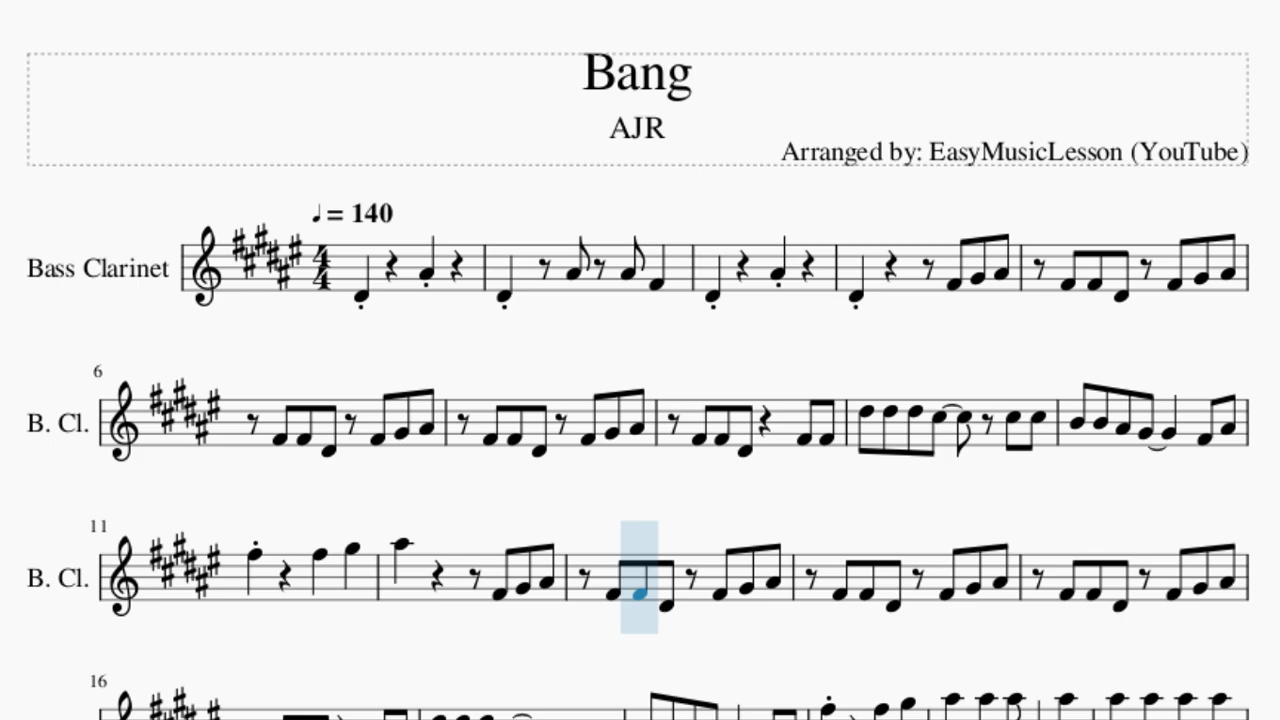 Bang
AJR
Arranged by: EasyMusicLesson (YouTube)
♩ = 140
Bass Clarinet
4
4
6
B. Cl.
11
B. Cl.
16